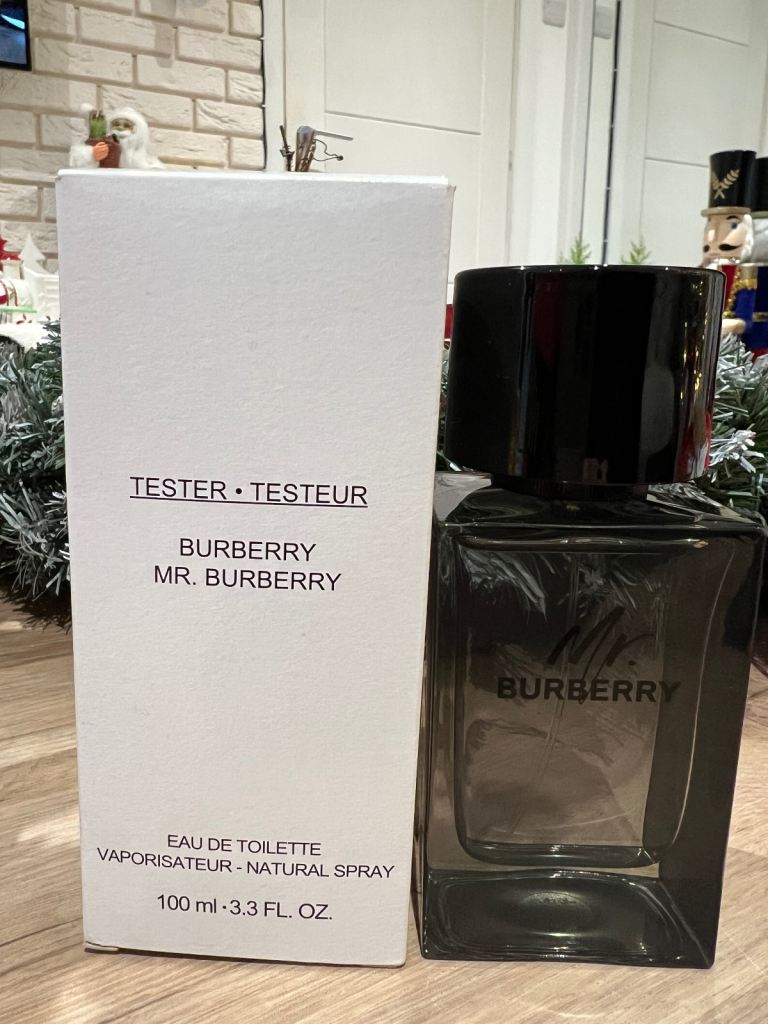 TESTER • TESTEUR
BURBERRY
MR. BURBERRY
EAU DE TOILETTE
VAPORISATEUR - NATURAL SPRAY
100 ml • 3.3 FL. OZ.
Mr.
BURBERRY